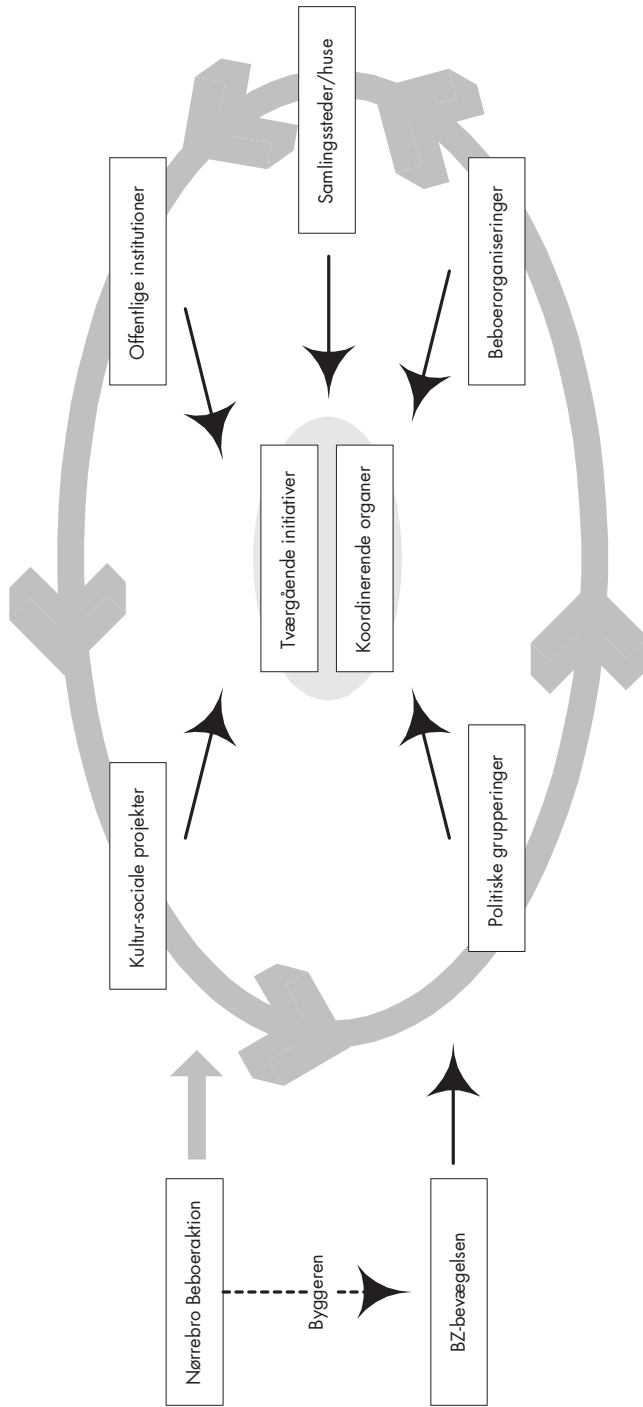 Nørrebro Beboeraktion
Byggeren
BZ-bevægelsen
Kultur-sociale projekter
Politiske grupperinger
Tværgående initiativer
Koordinerende organer
Offentlige institutioner
Samlingssteder/huse
Beboerorganiseringer